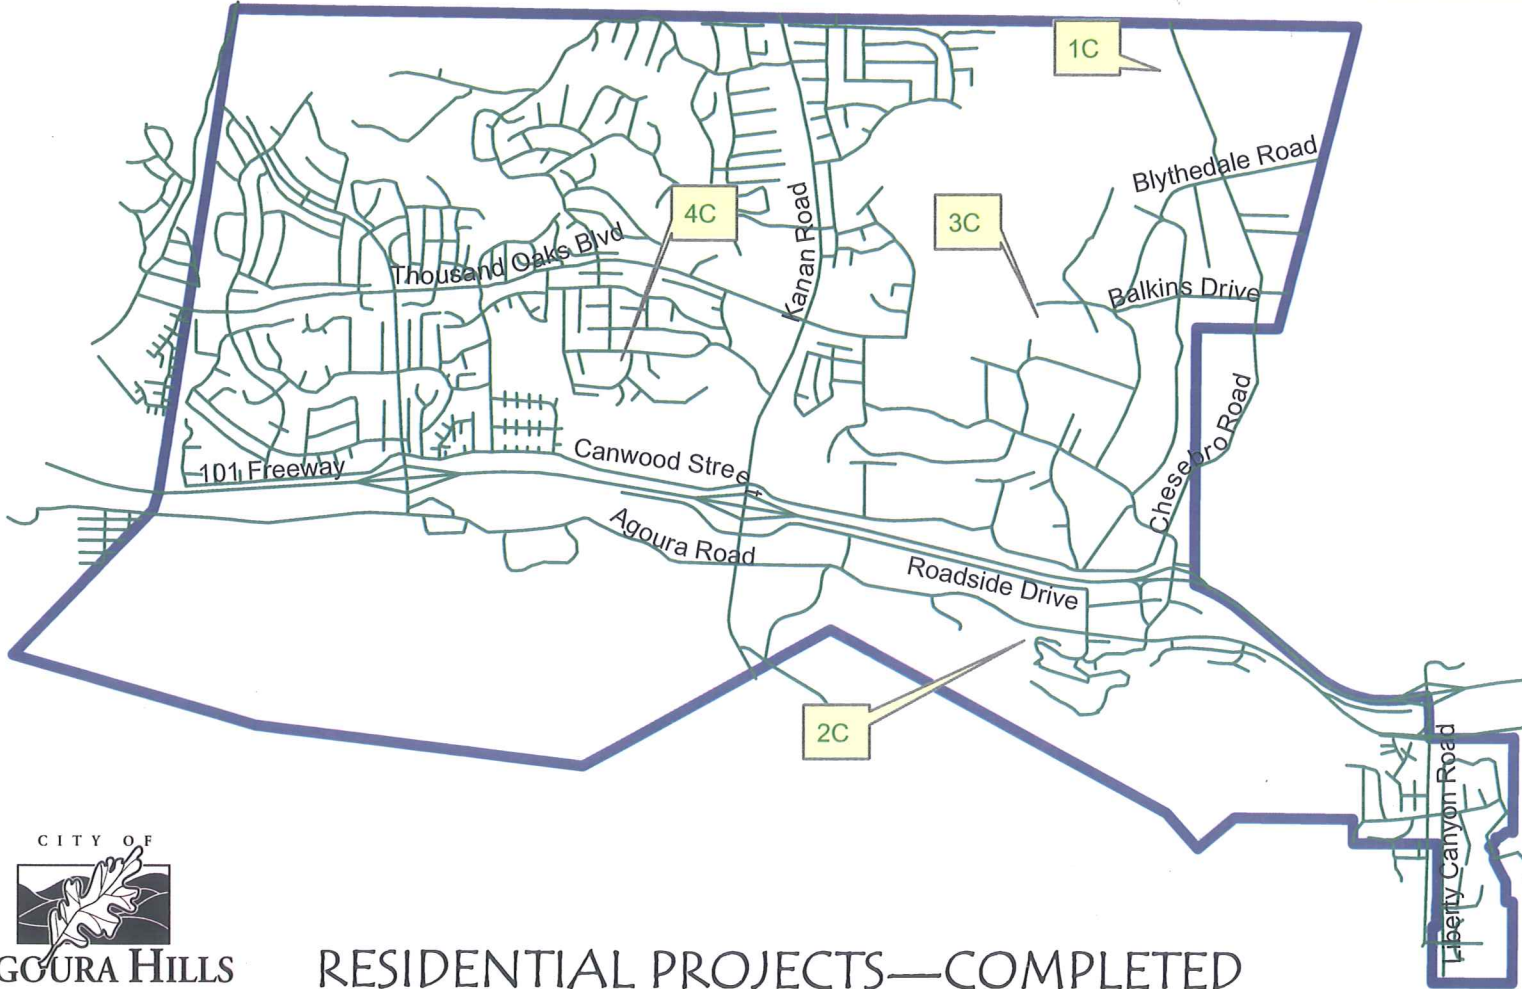 1C
Blythedale Road
4C
3C
Kanan Road
Thousand Oaks Blvd
Balkins Drive
Chesebro Road
Canwood Street
101 Freeway
Agoura Road
Roadside Drive
2C
Liberty Canyon Road
CITY OF
GOURA HILLS
RESIDENTIAL PROJECTS—COMPLETED